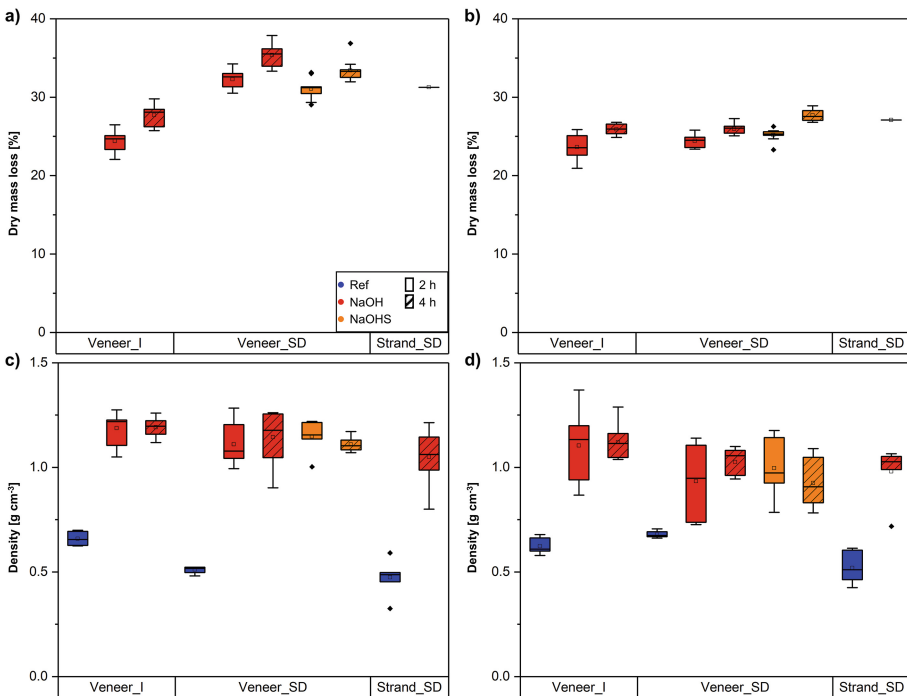 a)
Dry mass loss [%]
40
30
20
10
0
Ref
NaOH
NaOHS
2 h
4 h
Veneer_I
Veneer_SD
Strand_SD
b)
Dry mass loss [%]
40
30
20
10
0
Veneer_I
Veneer_SD
Strand_SD
c)
Density [g cm⁻³]
1.5
1.0
0.5
0.0
Veneer_I
Veneer_SD
Strand_SD
d)
Density [g cm⁻³]
1.5
1.0
0.5
0.0
Veneer_I
Veneer_SD
Strand_SD